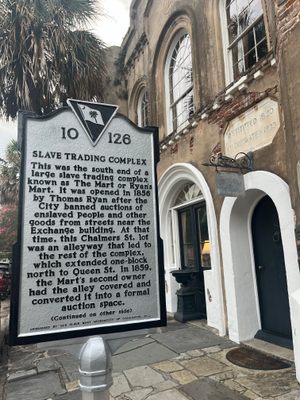 10 126
SLAVE TRADING COMPLEX
This was the south end of a
large slave trading complex
known as The Mart or Ryan's
Mart. It was opened in 1856
by Thomas Ryan after the
City banned auctions of
enslaved people and other
goods from streets near the
Exchange building. At that
time, this Chalmers St. lot
was an alleyway that led to
the rest of the complex,
which extended one-block
north to Queen St. In 1859,
the Mart's second owner
had the alley covered and
converted it into a formal
auction space.
(Continued on other side)